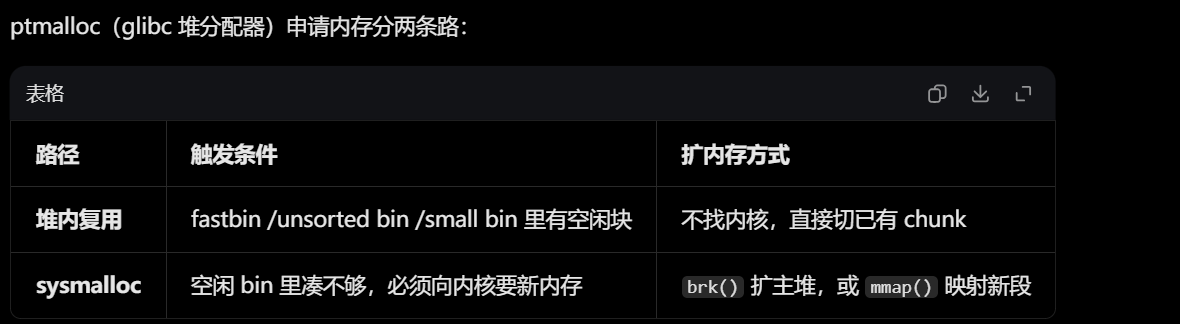 ptmalloc（glibc 堆分配器）申请内存分两条路：
表格
路径 触发条件 扩内存方式
堆内复用 fastbin /unsorted bin /small bin 里有空闲块 不找内核，直接切已有 chunk
sysmalloc 空闲 bin 里凑不够，必须向内核要新内存 brk() 扩主堆，或 mmap() 映射新段